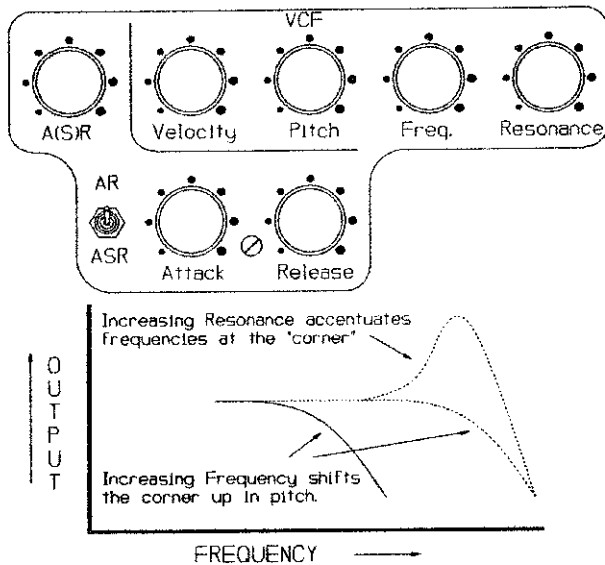 VCF
A(S)R
Velocity
Pitch
Freq.
Resonance
AR
ASR
Attack
Release
Increasing Resonance accentuates
frequencies at the "corner"
OUTPUT
Increasing Frequency shifts
the corner up in pitch.
FREQUENCY